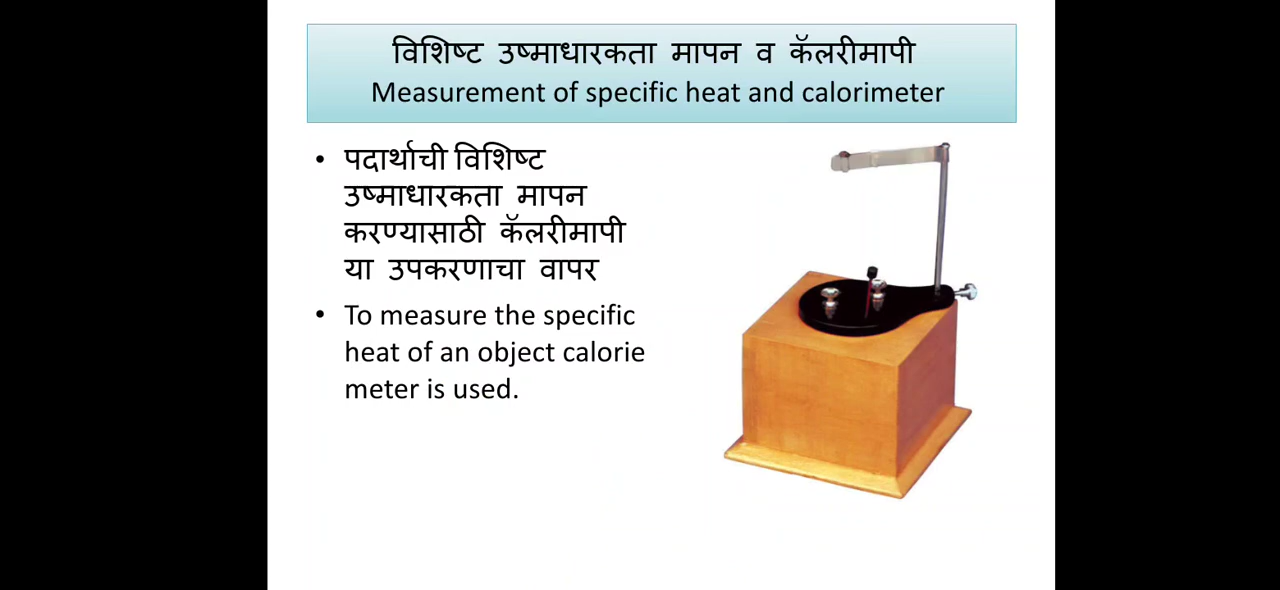 विशिष्ट उष्माधारकता मापन व कॅलरीमापी
Measurement of specific heat and calorimeter
• पदार्थाची विशिष्ट
उष्माधारकता मापन
करण्यासाठी कॅलरीमापी
या उपकरणाचा वापर
• To measure the specific
heat of an object calorie
meter is used.